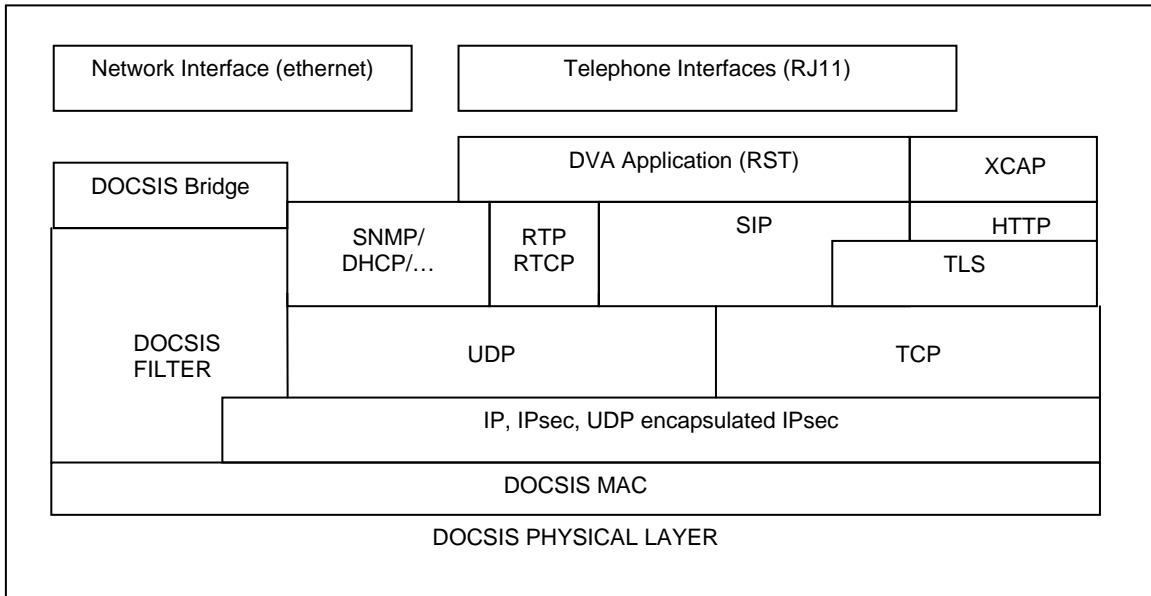 Network Interface (ethernet)
Telephone Interfaces (RJ11)
DVA Application (RST)
XCAP
DOCSIS Bridge
SNMP/
DHCP/…
RTP
RTCP
SIP
HTTP
TLS
DOCSIS
FILTER
UDP
TCP
IP, IPsec, UDP encapsulated IPsec
DOCSIS MAC
DOCSIS PHYSICAL LAYER